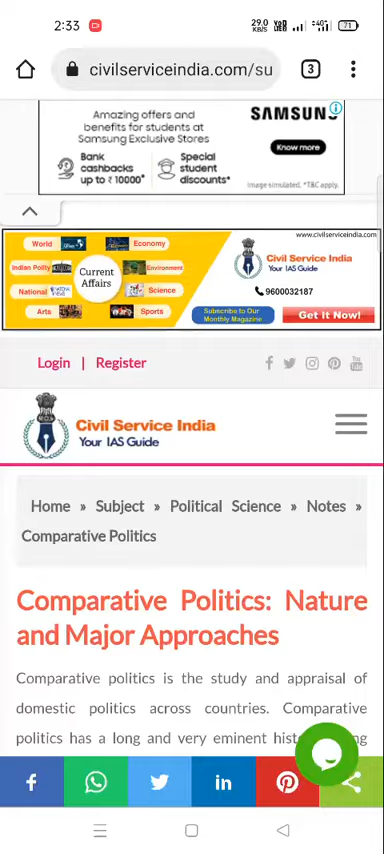 2:33
29.0 KB/S VoD LTE 4G 71
civilserviceindia.com/su
3
Amazing offers and
benefits for students at
Samsung Exclusive Stores
SAMSUNG
Bank
cashbacks
up to ₹ 10000*
Special
student
discounts*
Know more
Image simulated. *T&C apply.
www.civilserviceindia.com
World
Economy
Indian Polity
Environment
Current
Affairs
National
Science
Arts
Sports
Civil Service India
Your IAS Guide
9600032187
Subscribe to Our
Monthly Magazine
Get It Now!
Login | Register
You
Tube
Civil Service India
Your IAS Guide
Home » Subject » Political Science » Notes »
Comparative Politics
Comparative Politics: Nature
and Major Approaches
Comparative politics is the study and appraisal of
domestic politics across countries. Comparative
politics has a long and very eminent